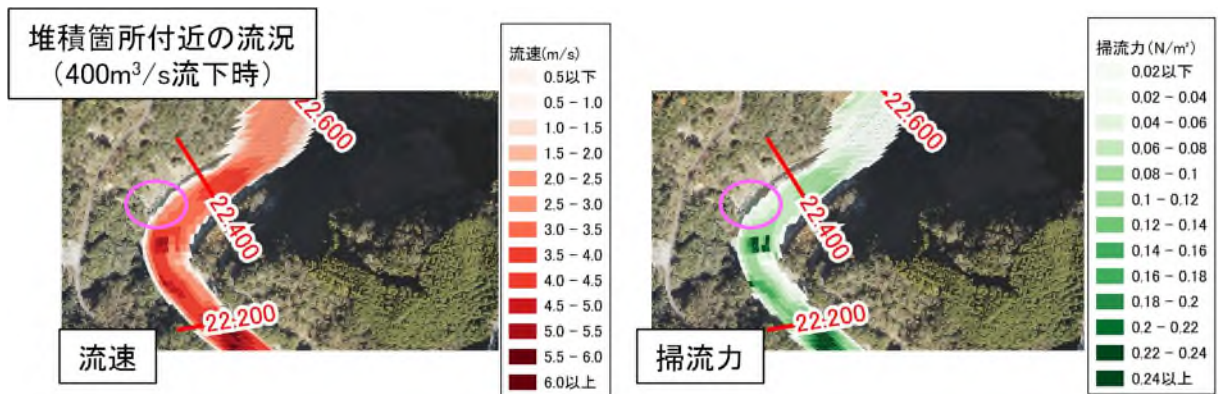 堆積箇所付近の流況
（400m³/s流下時）
22.600
22.400
22.200
流速
流速(m/s)
0.5以下
0.5 – 1.0
1.0 – 1.5
1.5 – 2.0
2.0 – 2.5
2.5 – 3.0
3.0 – 3.5
3.5 – 4.0
4.0 – 4.5
4.5 – 5.0
5.0 – 5.5
5.5 – 6.0
6.0以上
22.600
22.400
22.200
掃流力
掃流力(N/㎡)
0.02以下
0.02 – 0.04
0.04 – 0.06
0.06 – 0.08
0.08 – 0.1
0.1 – 0.12
0.12 – 0.14
0.14 – 0.16
0.16 – 0.18
0.18 – 0.2
0.2 – 0.22
0.22 – 0.24
0.24以上